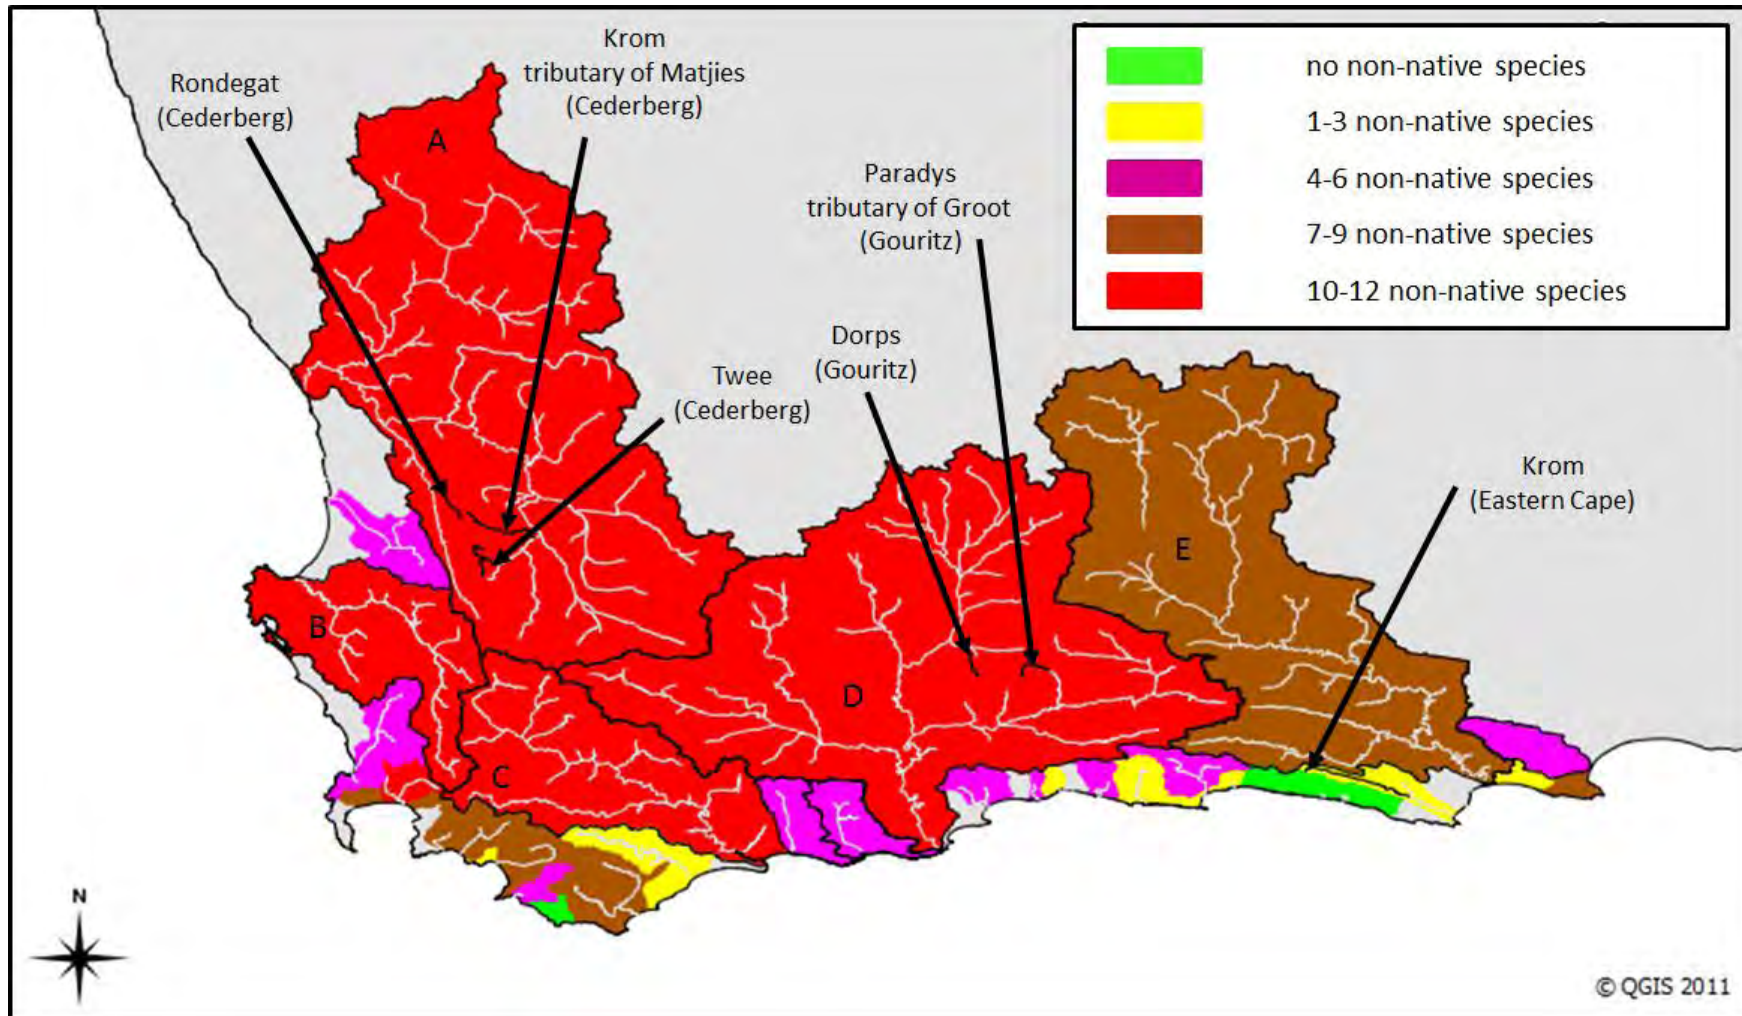 Krom
tributary of Matjies
(Cederberg)
Rondegat
(Cederberg)
no non-native species
1-3 non-native species
4-6 non-native species
7-9 non-native species
10-12 non-native species
A
Paradys
tributary of Groot
(Gouritz)
Dorps
(Gouritz)
Twee
(Cederberg)
Krom
(Eastern Cape)
E
B
D
C
N
© QGIS 2011